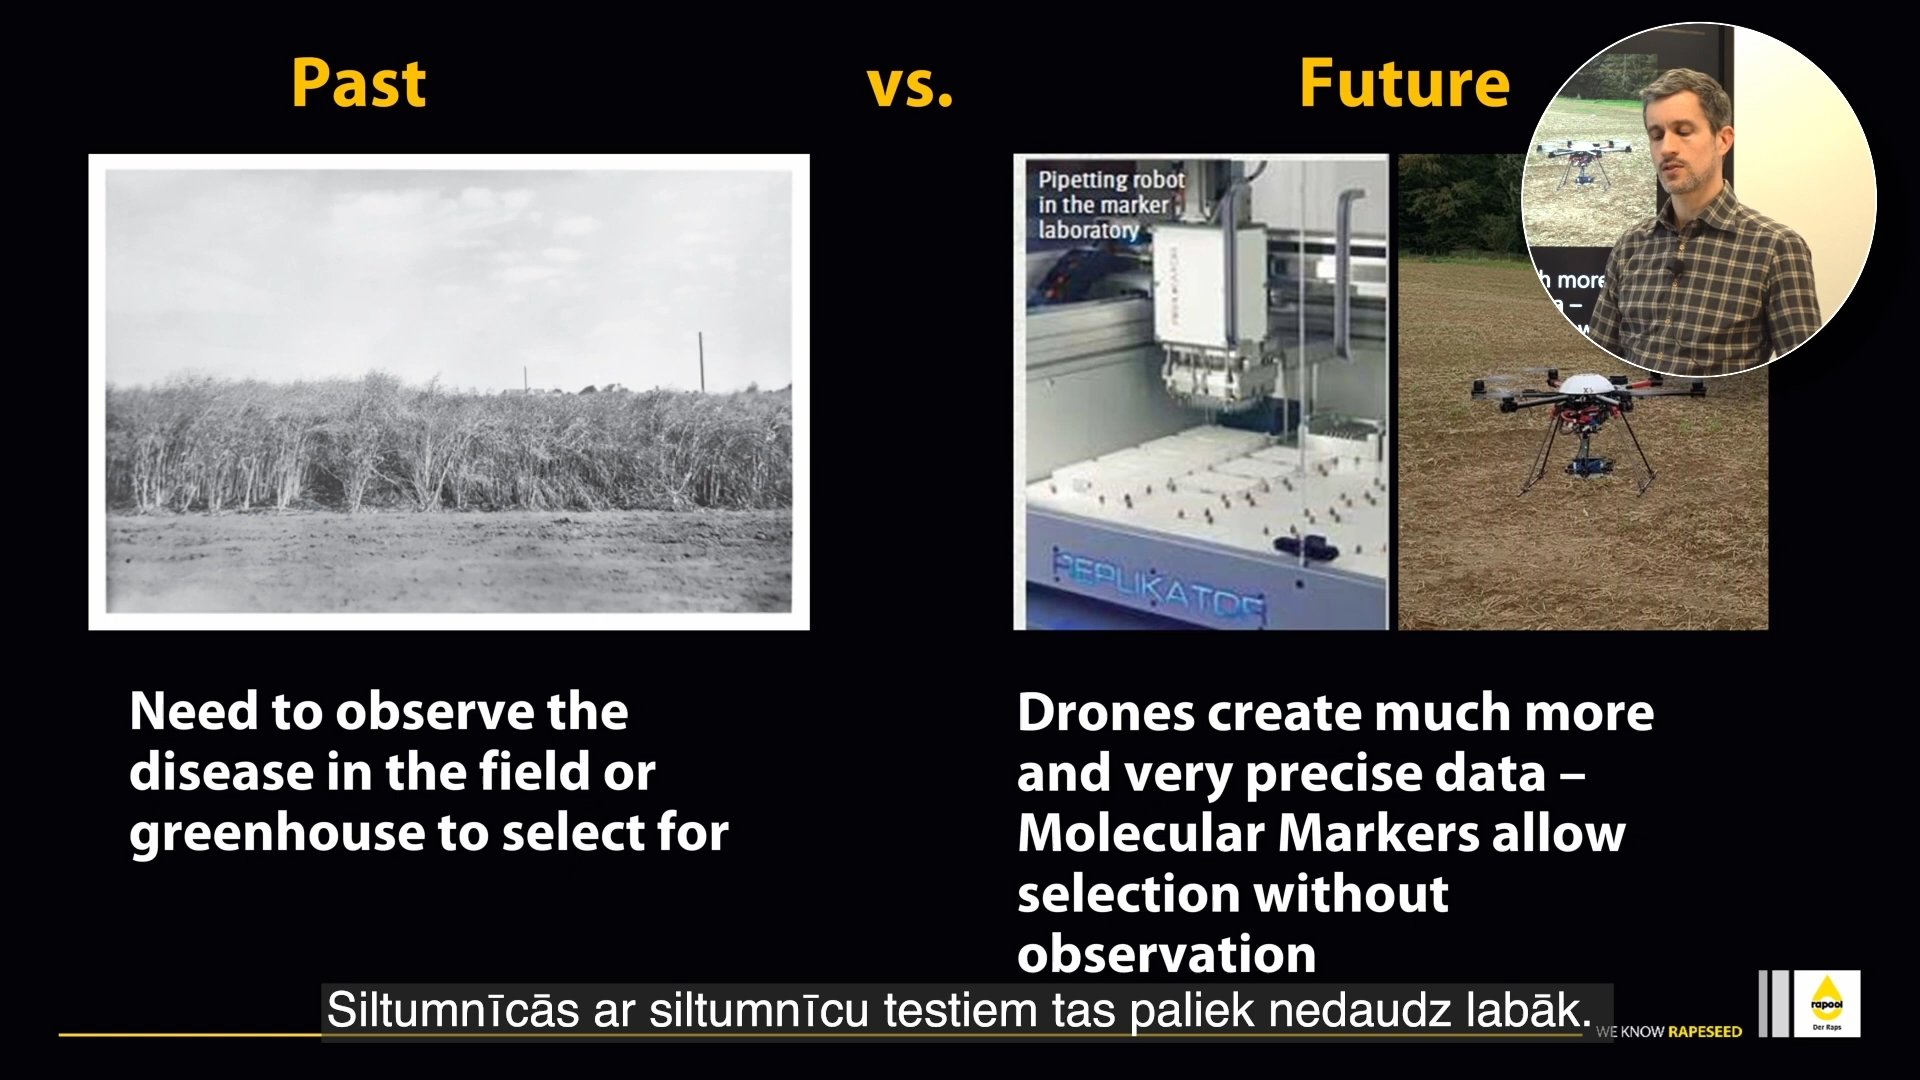 Past
vs.
Future
Pipetting robot
in the marker
laboratory
REPLIKATOR
h more
a –
Need to observe the
disease in the field or
greenhouse to select for
Drones create much more
and very precise data –
Molecular Markers allow
selection without
observation
Siltumnīcās ar siltumnīcu testiem tas paliek nedaudz labāk.
WE KNOW RAPESEED
rapool
Der Raps